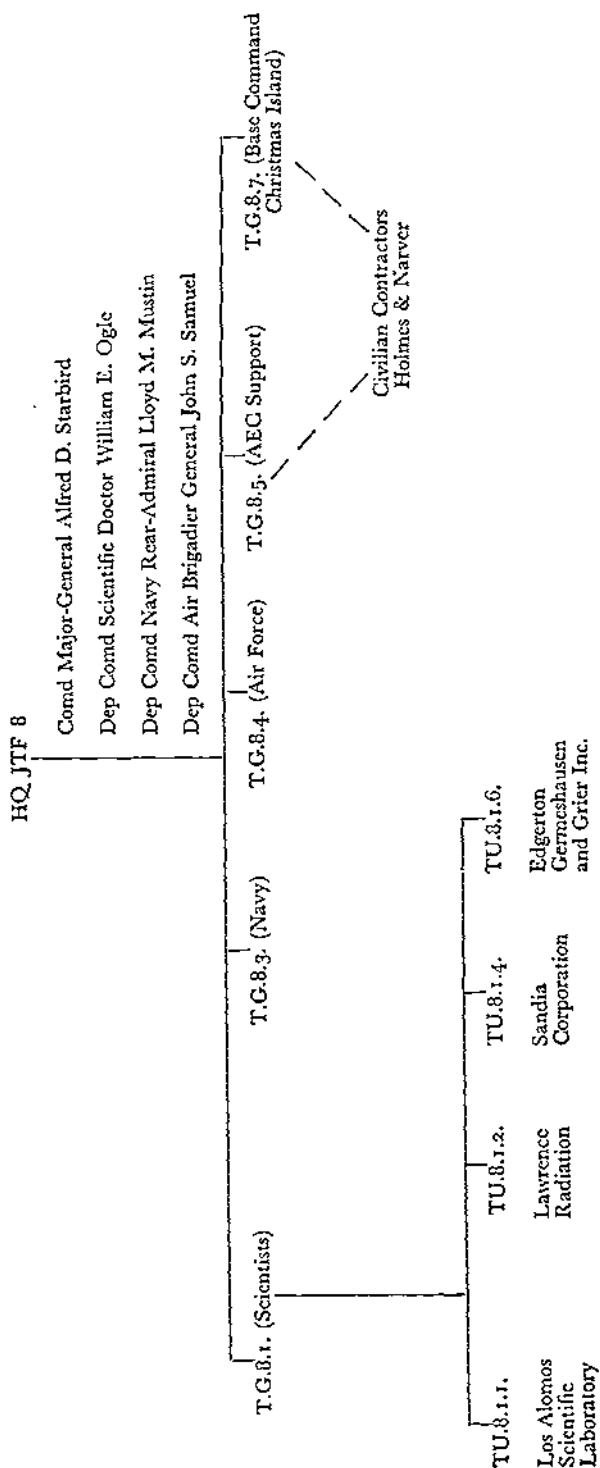 HQ JTF 8
Comd Major-General Alfred D. Starbird
Dep Comd Scientific Doctor William E. Ogle
Dep Comd Navy Rear-Admiral Lloyd M. Mustin
Dep Comd Air Brigadier General John S. Samuel
T.G.8.1. (Scientists)
T.G.8.3. (Navy)
T.G.8.4. (Air Force)
T.G.8.5. (AEC Support)
T.G.8.7. (Base Command
Christmas Island)
Civilian Contractors
Holmes & Narver
TU.8.1.1.
Los Alomos
Scientific
Laboratory
TU.8.1.2.
Lawrence
Radiation
TU.8.1.4.
Sandia
Corporation
TU.8.1.6.
Edgerton
Germeshausen
and Grier Inc.